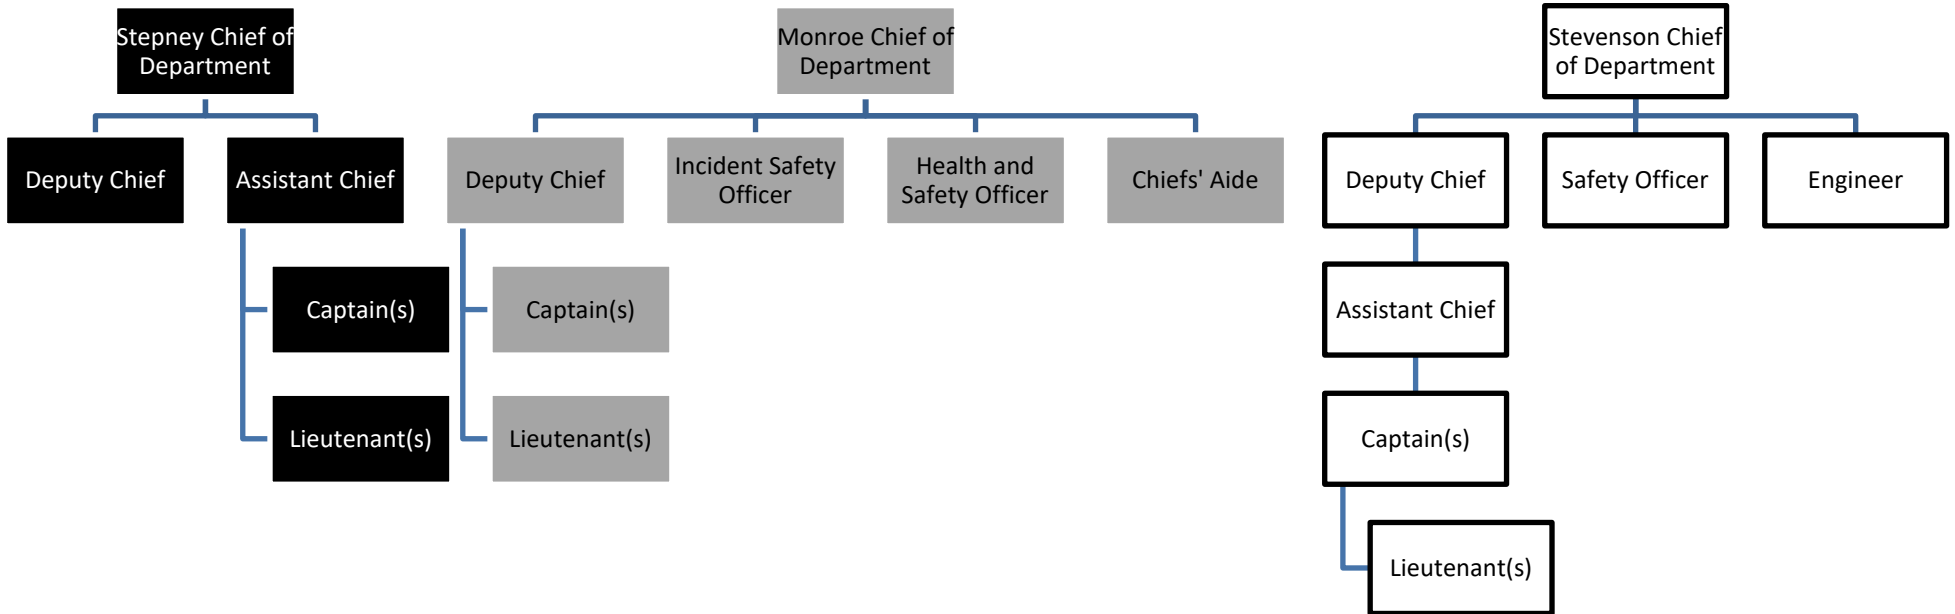 Stepney Chief of
Department
Monroe Chief of
Department
Stevenson Chief
of Department
Deputy Chief
Assistant Chief
Deputy Chief
Incident Safety
Officer
Health and
Safety Officer
Chiefs' Aide
Deputy Chief
Safety Officer
Engineer
Captain(s)
Captain(s)
Assistant Chief
Lieutenant(s)
Lieutenant(s)
Captain(s)
Lieutenant(s)